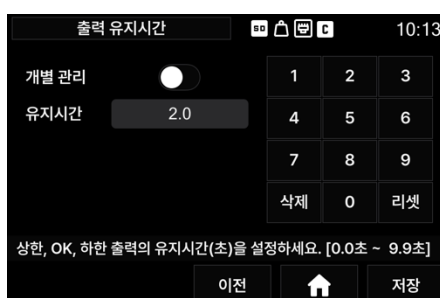 출력 유지시간 SD C 10:13
개별 관리
유지시간 2.0
1 2 3
4 5 6
7 8 9
삭제 0 리셋
상한, OK, 하한 출력의 유지시간(초)을 설정하세요. [0.0초 ~ 9.9초]
이전 저장